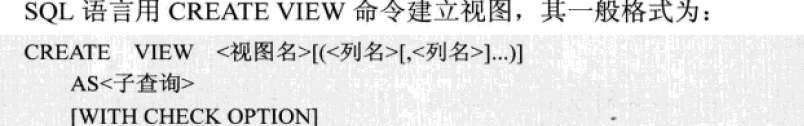 SQL 语言用 CREATE VIEW 命令建立视图，其一般格式为：
CREATE VIEW <视图名>[(<列名>[,<列名>]...)]
AS<子查询>
[WITH CHECK OPTION]